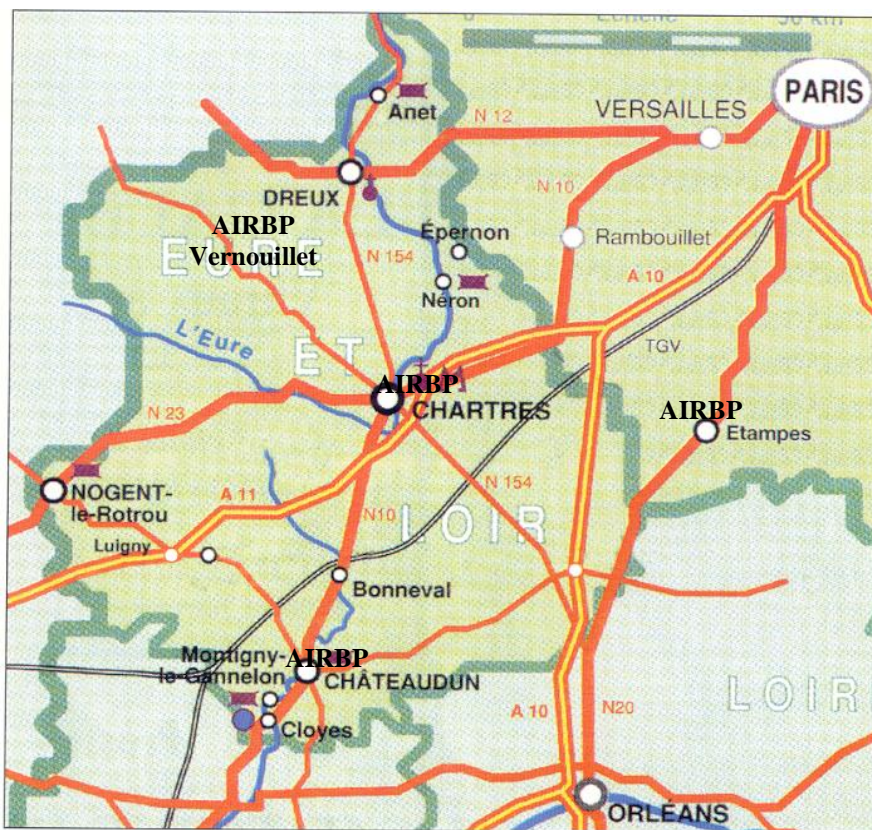 PARIS
VERSAILLES
N 12
Anet
DREUX
N 10
AIRBP
Vernouillet
EURE
Épernon
Rambouillet
N 154
Néron
A 10
L'Eure
ET
TGV
AIRBP
CHARTRES
AIRBP
Etampes
N 23
N 154
NOGENT-
le-Rotrou
A 11
N10
LOIR
Luigny
Bonneval
Montigny-
le-Gannelon
AIRBP
CHÂTEAUDUN
LOIR
Cloyes
A 10
N20
ORLÉANS